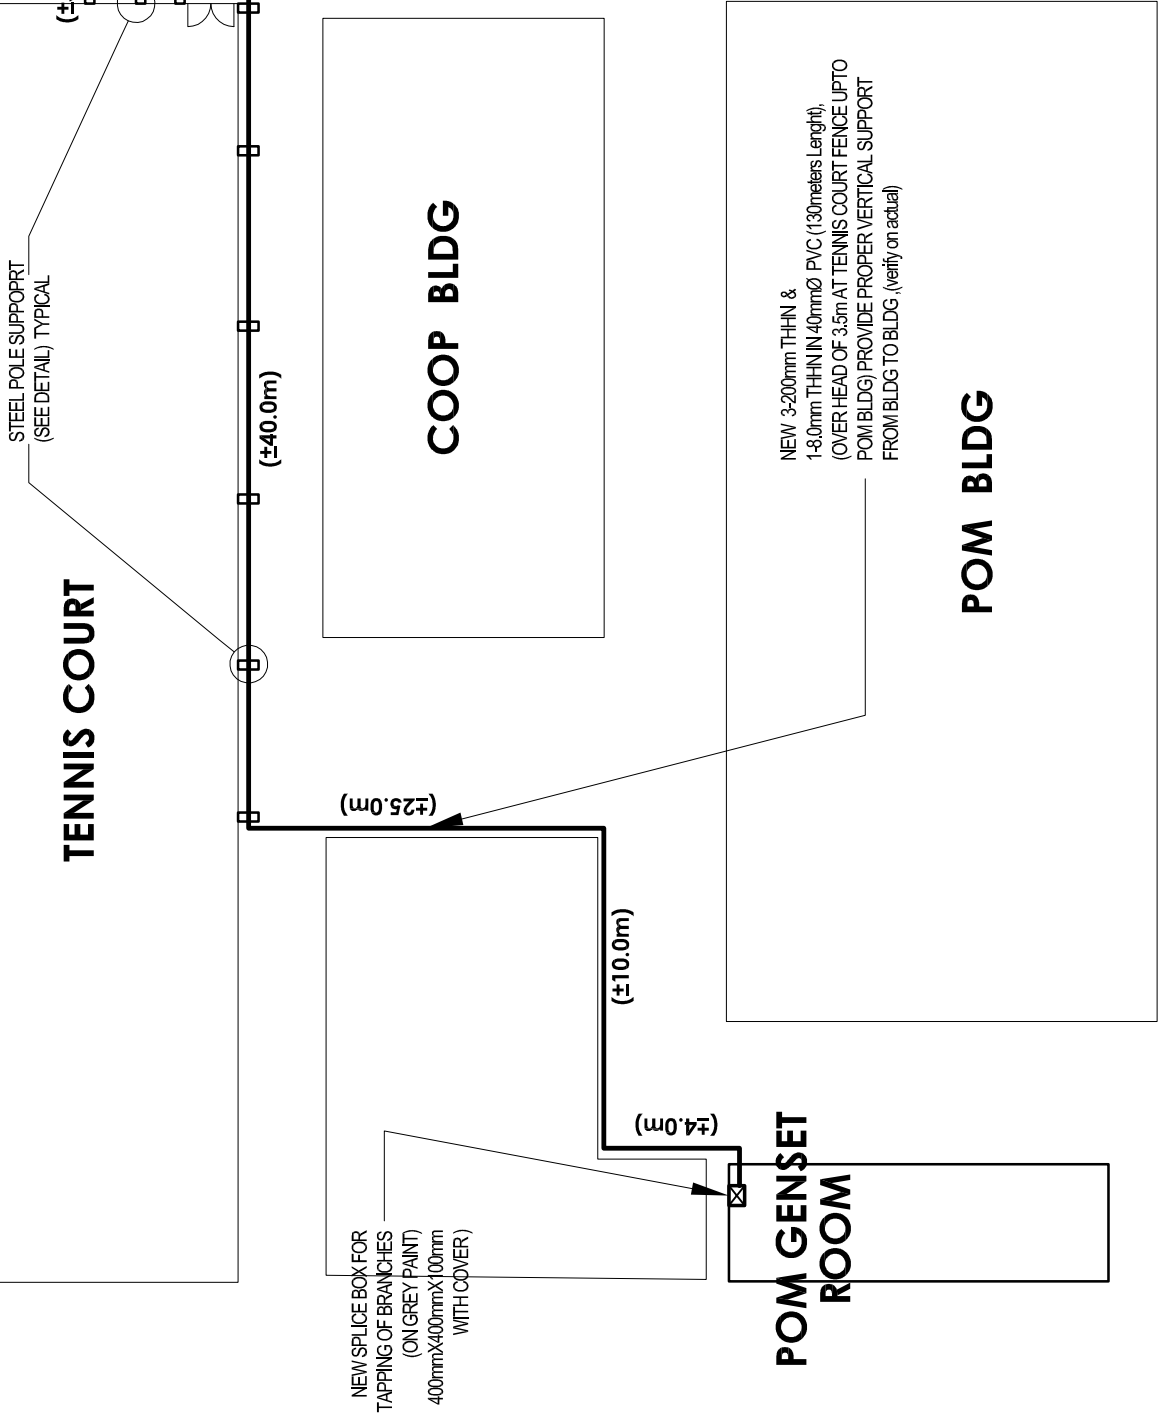 (±
STEEL POLE SUPPOPRT
(SEE DETAIL) TYPICAL
TENNIS COURT
(±40.0m)
COOP BLDG
NEW 3-200mm THHN &
1-8.0mm THHN IN 40mmØ PVC (130meters Lenght),
(OVER HEAD OF 3.5m AT TENNIS COURT FENCE UPTO
POM BLDG) PROVIDE PROPER VERTICAL SUPPORT
FROM BLDG TO BLDG ,(verify on actual)
POM BLDG
(±25.0m)
(±10.0m)
(±4.0m)
NEW SPLICE BOX FOR
TAPPING OF BRANCHES
(ON GREY PAINT)
400mmX400mmX100mm
WITH COVER )
POM GENSET
ROOM